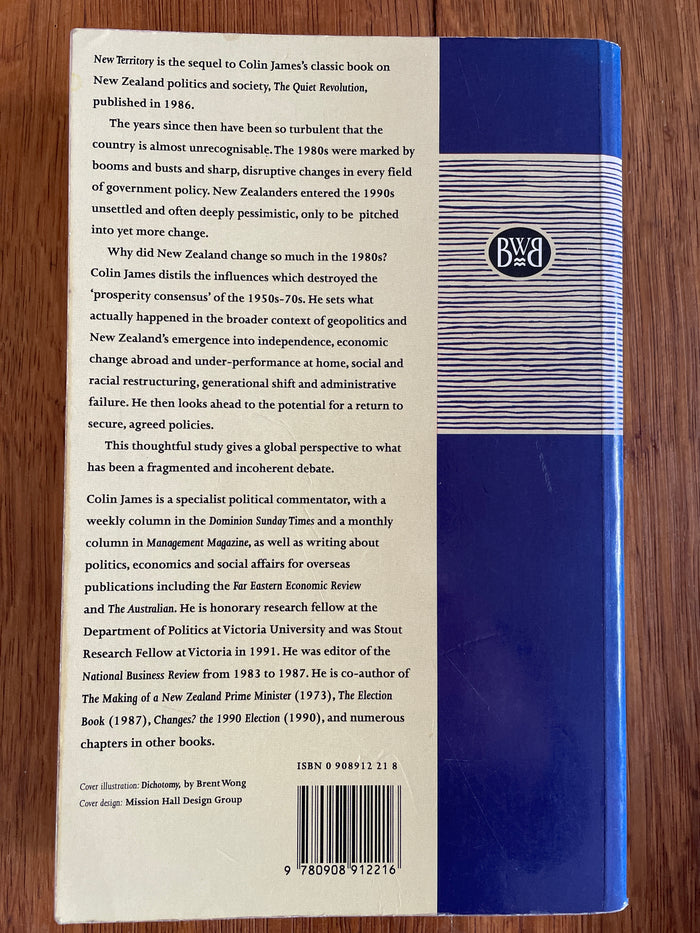 New Territory is the sequel to Colin James's classic book on
New Zealand politics and society, The Quiet Revolution,
published in 1986.
The years since then have been so turbulent that the
country is almost unrecognisable. The 1980s were marked by
booms and busts and sharp, disruptive changes in every field
of government policy. New Zealanders entered the 1990s
unsettled and often deeply pessimistic, only to be pitched
into yet more change.
Why did New Zealand change so much in the 1980s?
Colin James distils the influences which destroyed the
‘prosperity consensus’ of the 1950s-70s. He sets what
actually happened in the broader context of geopolitics and
New Zealand's emergence into independence, economic
change abroad and under-performance at home, social and
racial restructuring, generational shift and administrative
failure. He then looks ahead to the potential for a return to
secure, agreed policies.
This thoughtful study gives a global perspective to what
has been a fragmented and incoherent debate.
Colin James is a specialist political commentator, with a
weekly column in the Dominion Sunday Times and a monthly
column in Management Magazine, as well as writing about
politics, economics and social affairs for overseas
publications including the Far Eastern Economic Review
and The Australian. He is honorary research fellow at the
Department of Politics at Victoria University and was Stout
Research Fellow at Victoria in 1991. He was editor of the
National Business Review from 1983 to 1987. He is co-author of
The Making of a New Zealand Prime Minister (1973), The Election
Book (1987), Changes? the 1990 Election (1990), and numerous
chapters in other books.
ISBN 0 908912 21 8
Cover illustration: Dichotomy, by Brent Wong
Cover design: Mission Hall Design Group
9 780908 912216
BWB